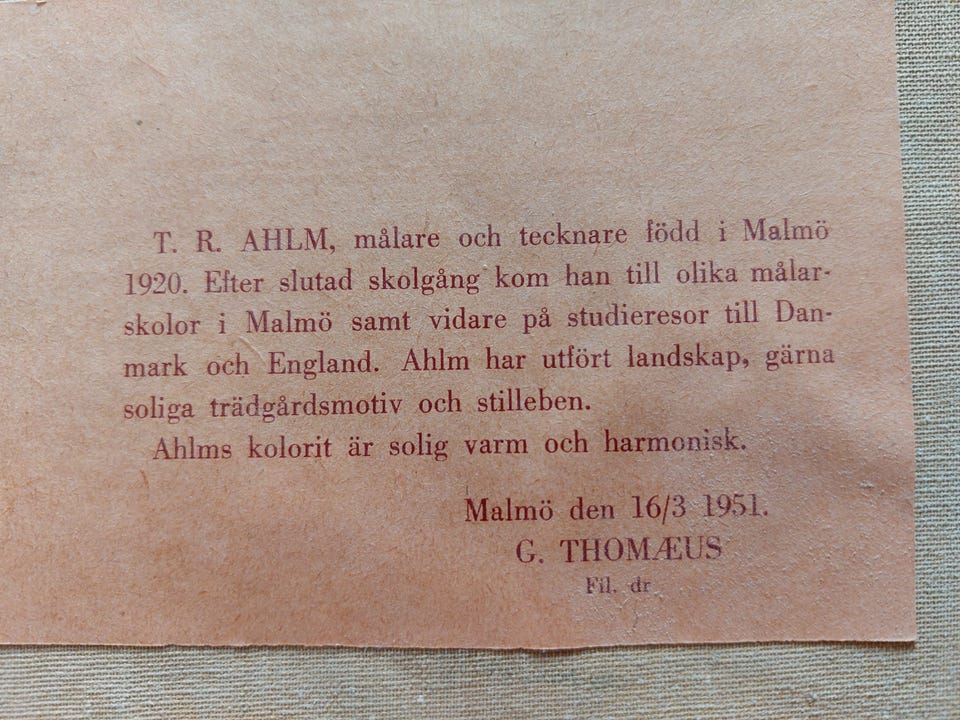 T. R. AHLM, målare och tecknare född i Malmö
1920. Efter slutad skolgång kom han till olika målar-
skolor i Malmö samt vidare på studieresor till Dan-
mark och England. Ahlm har utfört landskap, gärna
soliga trädgårdsmotiv och stilleben.
Ahlms kolorit är solig varm och harmonisk.
Malmö den 16/3 1951.
G. THOMÆUS
Fil. dr